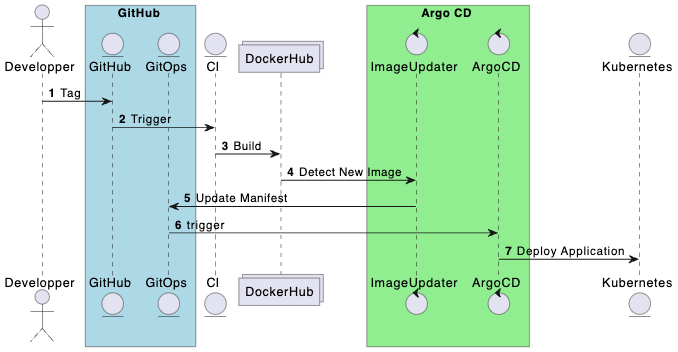 GitHub
Argo CD
Developper
GitHub
GitOps
CI
DockerHub
ImageUpdater
ArgoCD
Kubernetes
1 Tag
2 Trigger
3 Build
4 Detect New Image
5 Update Manifest
6 trigger
7 Deploy Application
Developper
GitHub
GitOps
CI
DockerHub
ImageUpdater
ArgoCD
Kubernetes